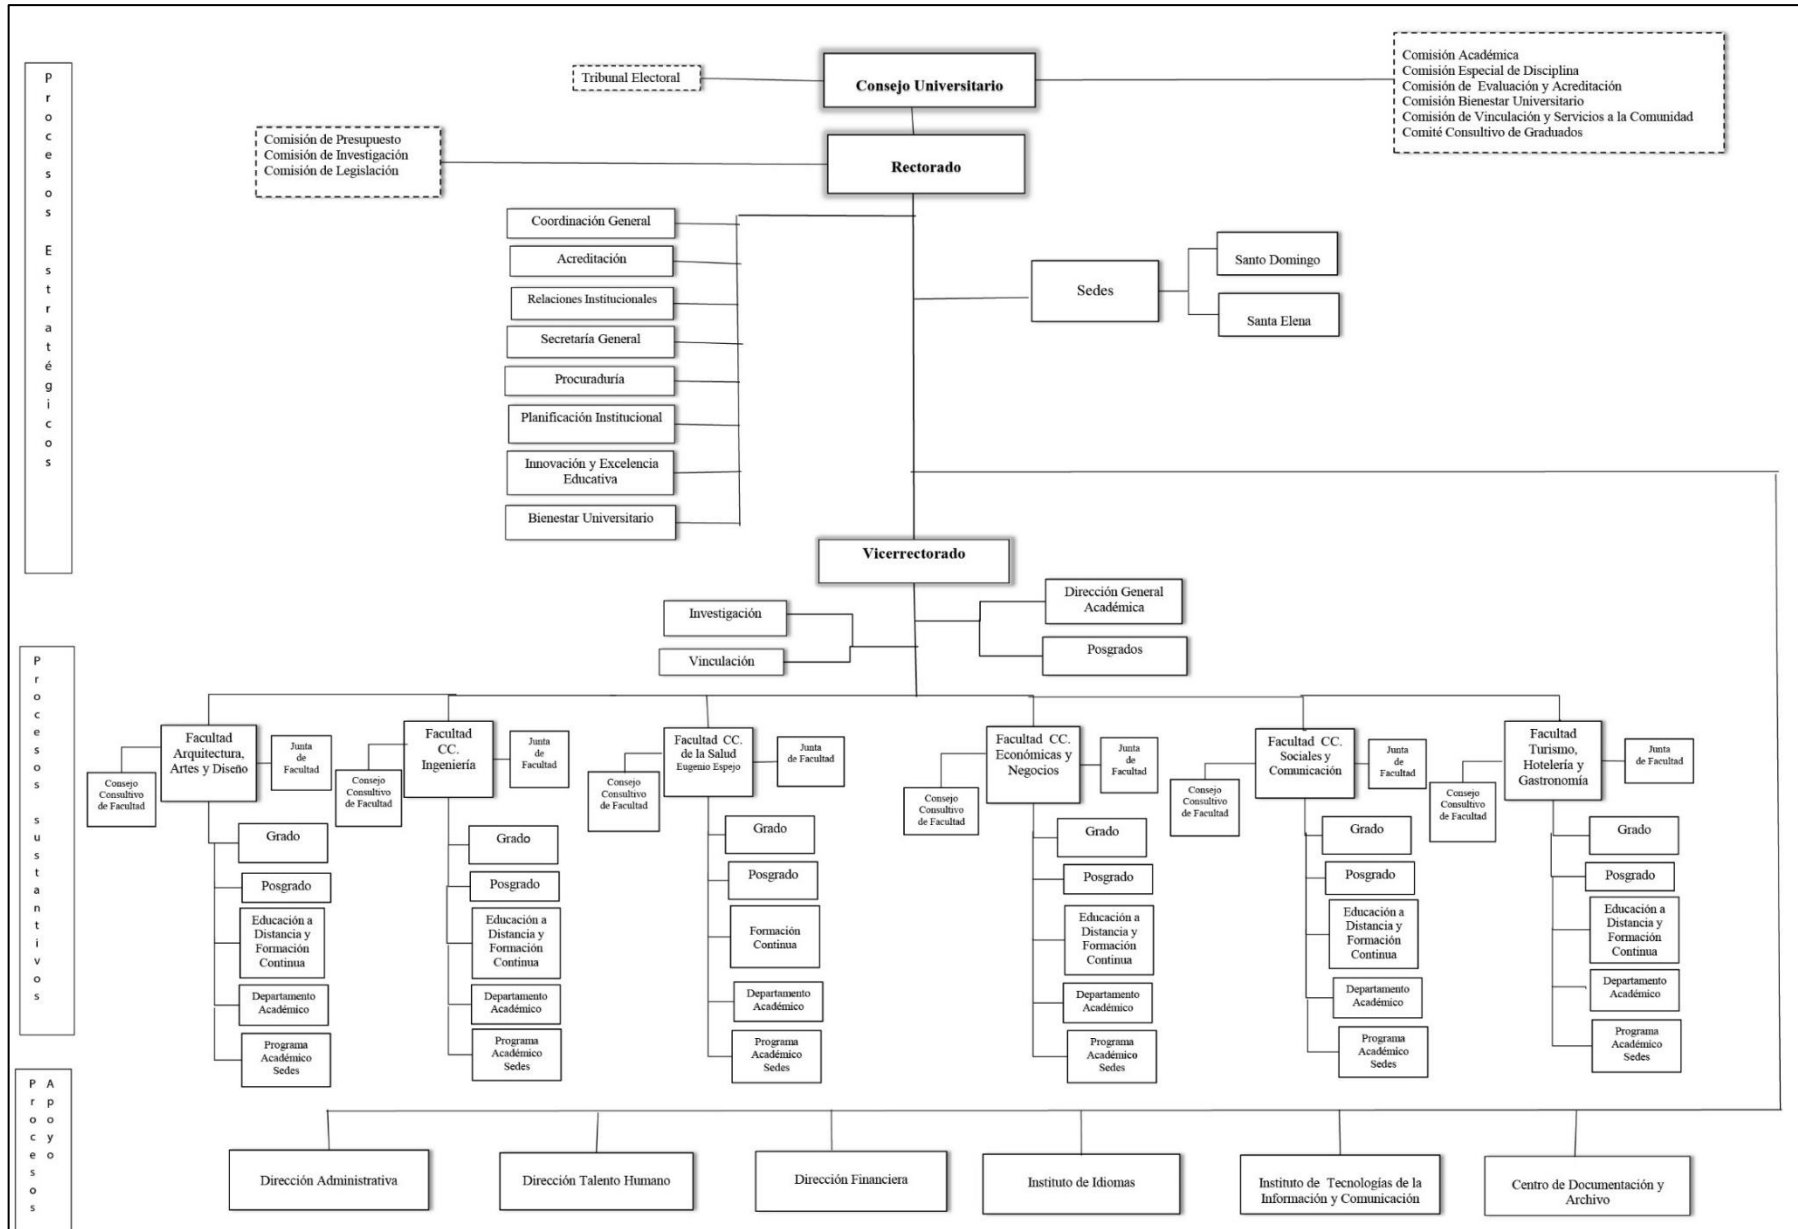 Procesos Estratégicos
Tribunal Electoral
Consejo Universitario
Comisión Académica
Comisión Especial de Disciplina
Comisión de Evaluación y Acreditación
Comisión Bienestar Universitario
Comisión de Vinculación y Servicios a la Comunidad
Comité Consultivo de Graduados
Comisión de Presupuesto
Comisión de Investigación
Comisión de Legislación
Rectorado
Coordinación General
Acreditación
Relaciones Institucionales
Secretaría General
Procuraduría
Planificación Institucional
Innovación y Excelencia
Educativa
Bienestar Universitario
Sedes
Santo Domingo
Santa Elena
Vicerrectorado
Investigación
Vinculación
Dirección General
Académica
Posgrados
Procesos sustantivos
Facultad
Arquitectura,
Artes y Diseño
Junta
de
Facultad
Consejo
Consultivo
de Facultad
Grado
Posgrado
Educación a
Distancia y
Formación
Continua
Departamento
Académico
Programa
Académico
Sedes
Facultad
CC.
Ingeniería
Junta
de
Facultad
Consejo
Consultivo
de Facultad
Grado
Posgrado
Educación a
Distancia y
Formación
Continua
Departamento
Académico
Programa
Académico
Sedes
Facultad CC.
de la Salud
Eugenio Espejo
Junta
de Facultad
Consejo
Consultivo
de Facultad
Grado
Posgrado
Formación
Continua
Departamento
Académico
Programa
Académico
Sedes
Facultad CC.
Económicas y
Negocios
Junta
de
Facultad
Consejo
Consultivo
de Facultad
Grado
Posgrado
Educación a
Distancia y
Formación
Continua
Departamento
Académico
Programa
Académico
Sedes
Facultad CC.
Sociales y
Comunicación
Junta
de
Facultad
Consejo
Consultivo
de Facultad
Grado
Posgrado
Educación a
Distancia y
Formación
Continua
Departamento
Académico
Programa
Académico
Sedes
Facultad
Turismo,
Hotelería y
Gastronomía
Junta
de Facultad
Consejo
Consultivo
de Facultad
Grado
Posgrado
Educación a
Distancia y
Formación
Continua
Departamento
Académico
Programa
Académico
Sedes
Procesos
Apoyo
Dirección Administrativa
Dirección Talento Humano
Dirección Financiera
Instituto de Idiomas
Instituto de Tecnologías de la
Información y Comunicación
Centro de Documentación y
Archivo